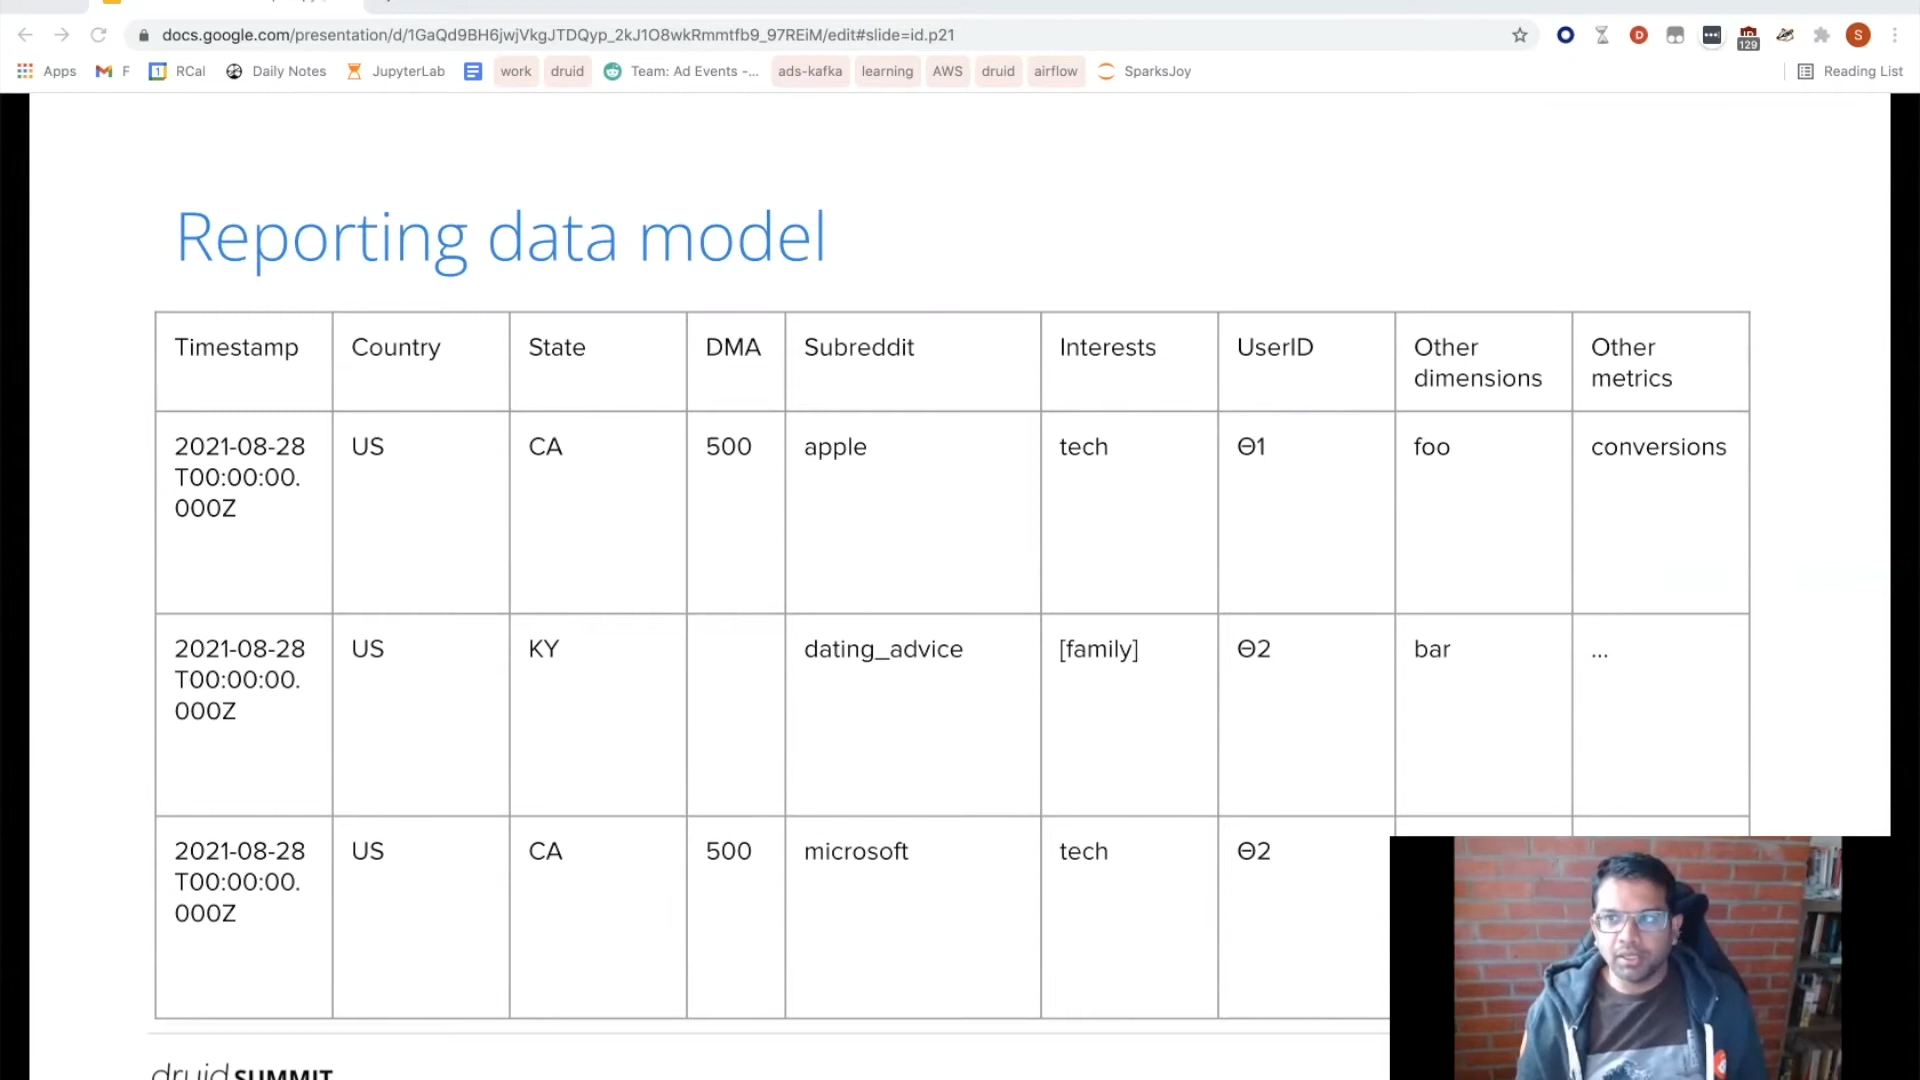 docs.google.com/presentation/d/1GaQd9BH6jwjVkgJTDQyp_2kJ1O8wkRmmtfb9_97REiM/edit#slide=id.p21
D
129
S
Apps F 1 RCal Daily Notes JupyterLab work druid Team: Ad Events -... ads-kafka learning AWS druid airflow SparksJoy Reading List
Reporting data model
Timestamp Country State DMA Subreddit Interests UserID Other dimensions Other metrics
2021-08-28 US CA 500 apple tech Θ1 foo conversions
T00:00:00.
000Z
2021-08-28 US KY dating_advice [family] Θ2 bar ...
T00:00:00.
000Z
2021-08-28 US CA 500 microsoft tech Θ2
T00:00:00.
000Z
druid SUMMIT